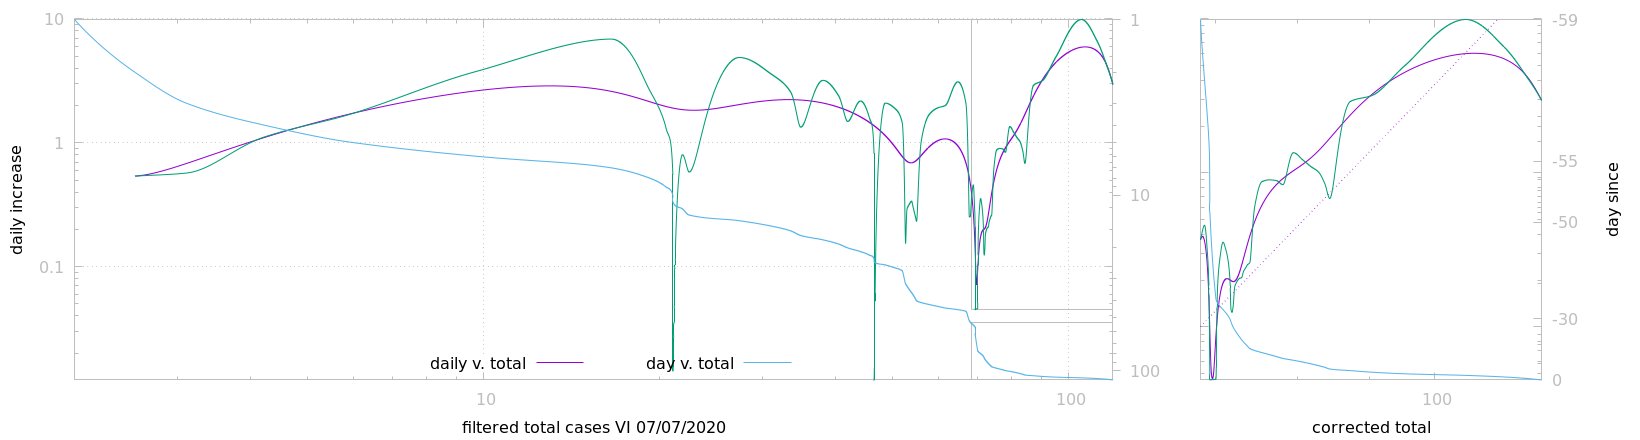 10
1
0.1
daily increase
daily v. total
day v. total
10
100
filtered total cases VI 07/07/2020
1
10
100
100
corrected total
-59
-55
-50
-30
0
day since